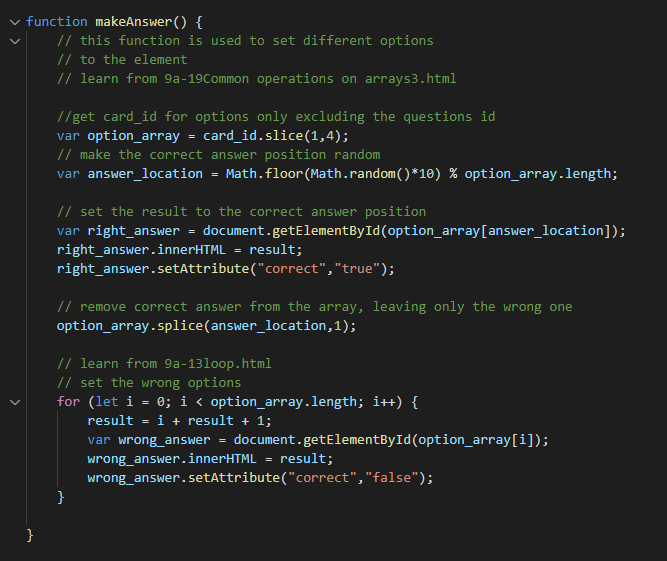 function makeAnswer() {
// this function is used to set different options
// to the element
// learn from 9a-19Common operations on arrays3.html
//get card_id for options only excluding the questions id
var option_array = card_id.slice(1,4);
// make the correct answer position random
var answer_location = Math.floor(Math.random()*10) % option_array.length;
// set the result to the correct answer position
var right_answer = document.getElementById(option_array[answer_location]);
right_answer.innerHTML = result;
right_answer.setAttribute("correct","true");
// remove correct answer from the array, leaving only the wrong one
option_array.splice(answer_location,1);
// learn from 9a-13loop.html
// set the wrong options
for (let i = 0; i < option_array.length; i++) {
result = i + result + 1;
var wrong_answer = document.getElementById(option_array[i]);
wrong_answer.innerHTML = result;
wrong_answer.setAttribute("correct","false");
}
}